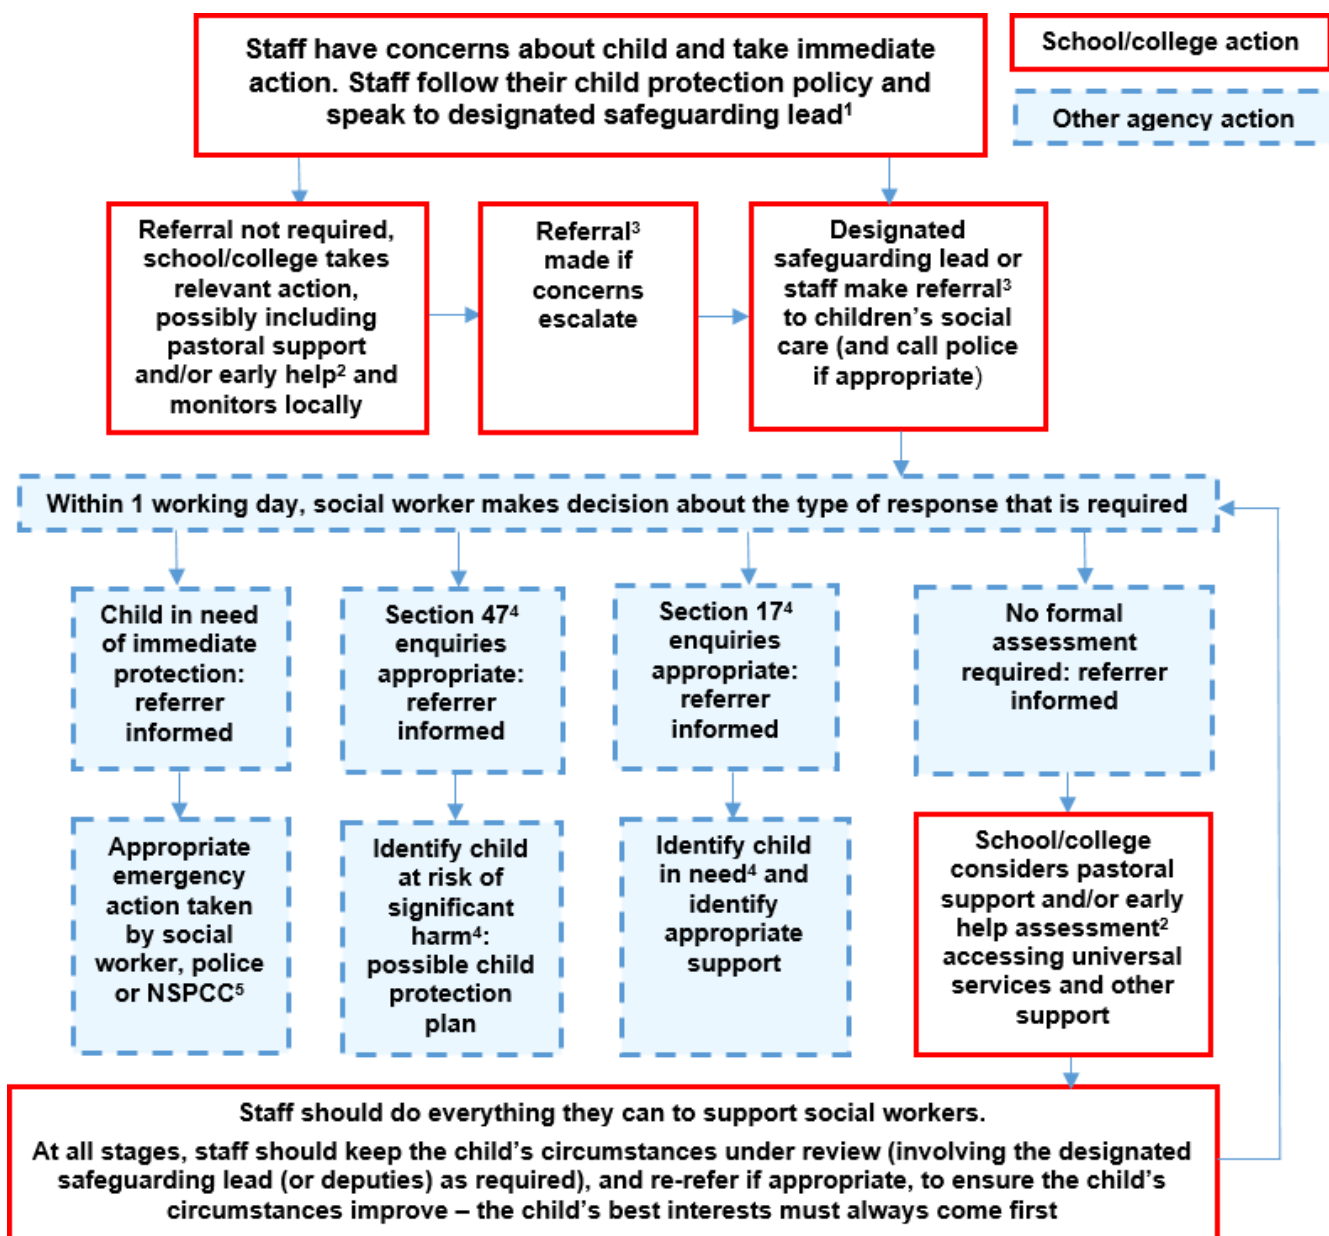 Staff have concerns about child and take immediate
action. Staff follow their child protection policy and
speak to designated safeguarding lead¹
School/college action
Other agency action
Referral not required,
school/college takes
relevant action,
possibly including
pastoral support
and/or early help² and
monitors locally
Referral³
made if
concerns
escalate
Designated
safeguarding lead or
staff make referral³
to children’s social
care (and call police
if appropriate)
Within 1 working day, social worker makes decision about the type of response that is required
Child in need
of immediate
protection:
referrer
informed
Section 47⁴
enquiries
appropriate:
referrer
informed
Section 17⁴
enquiries
appropriate:
referrer
informed
No formal
assessment
required: referrer
informed
Appropriate
emergency
action taken
by social
worker, police
or NSPCC⁵
Identify child
at risk of
significant
harm⁴:
possible child
protection
plan
Identify child
in need⁴ and
identify
appropriate
support
School/college
considers pastoral
support and/or early
help assessment²
accessing universal
services and other
support
Staff should do everything they can to support social workers.
At all stages, staff should keep the child’s circumstances under review (involving the designated
safeguarding lead (or deputies) as required), and re-refer if appropriate, to ensure the child’s
circumstances improve – the child’s best interests must always come first